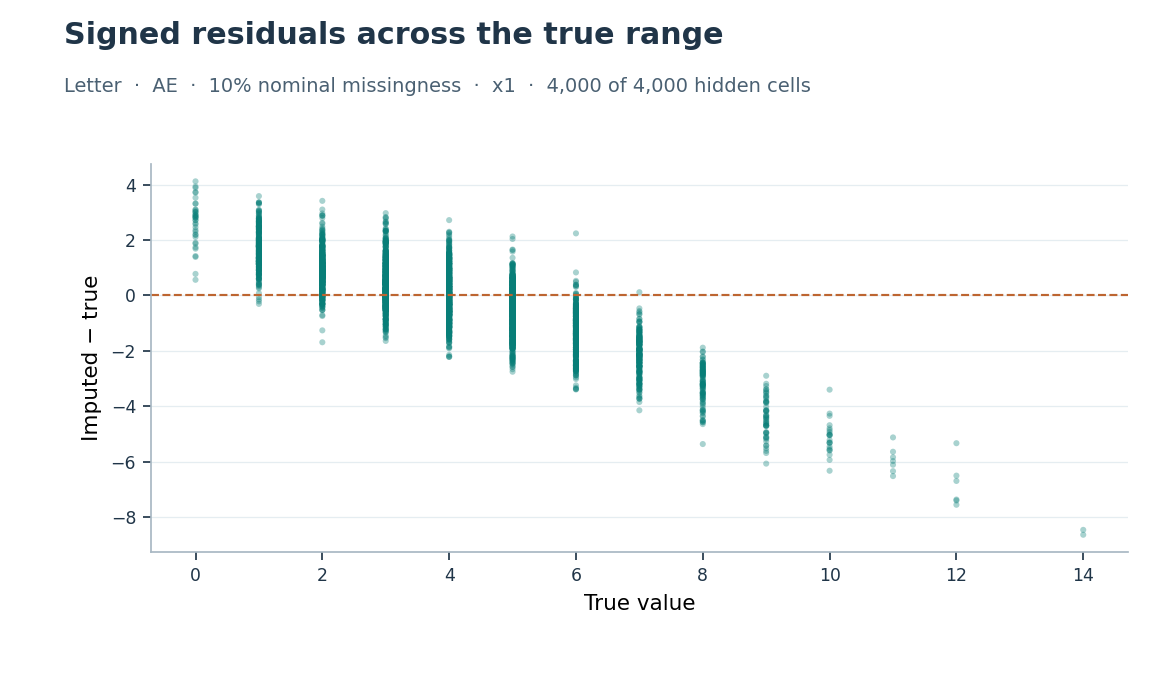 Signed residuals across the true range
Letter · AE · 10% nominal missingness · x1 · 4,000 of 4,000 hidden cells
4
2
0
−2
−4
−6
−8
Imputed − true
0 2 4 6 8 10 12 14
True value